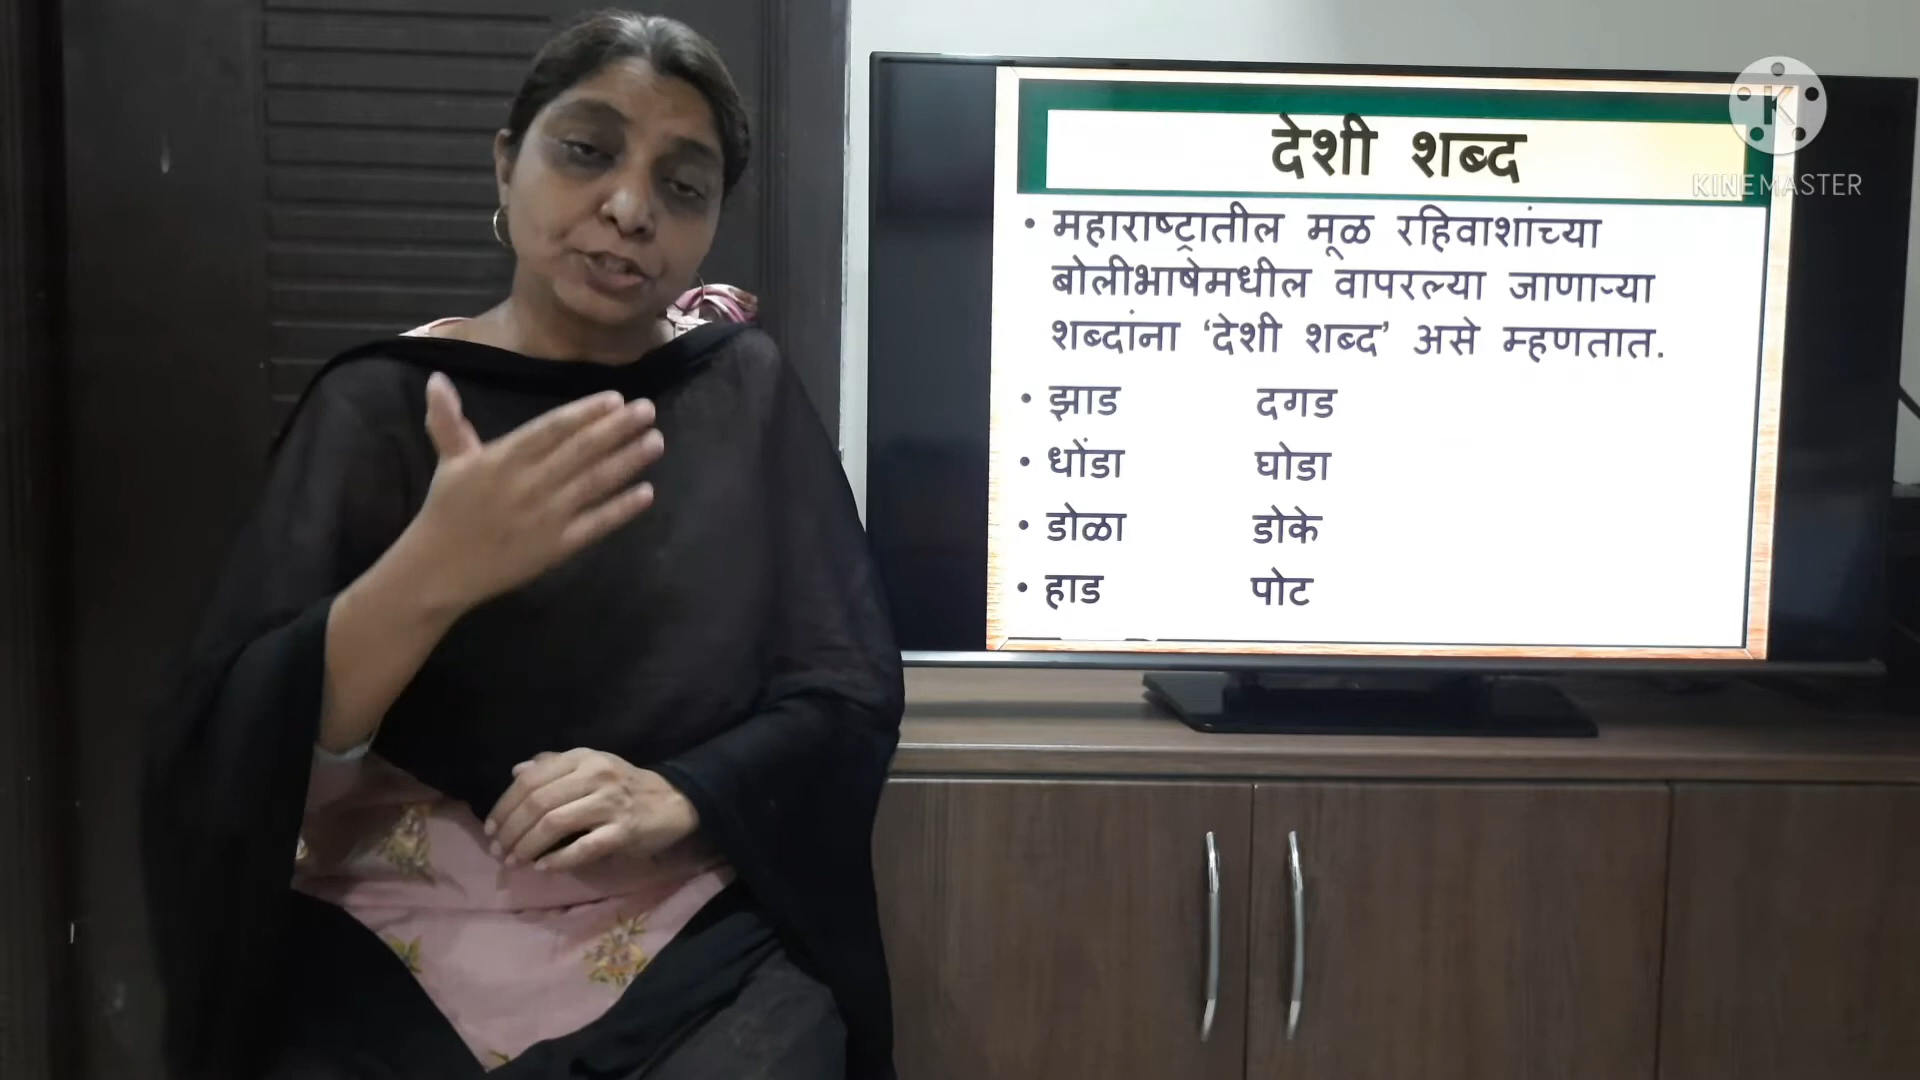 देशी शब्द
• महाराष्ट्रातील मूळ रहिवाशांच्या
बोलीभाषेमधील वापरल्या जाणाऱ्या
शब्दांना ‘देशी शब्द’ असे म्हणतात.
• झाड दगड
• धोंडा घोडा
• डोळा डोके
• हाड पोट
K
KINEMASTER